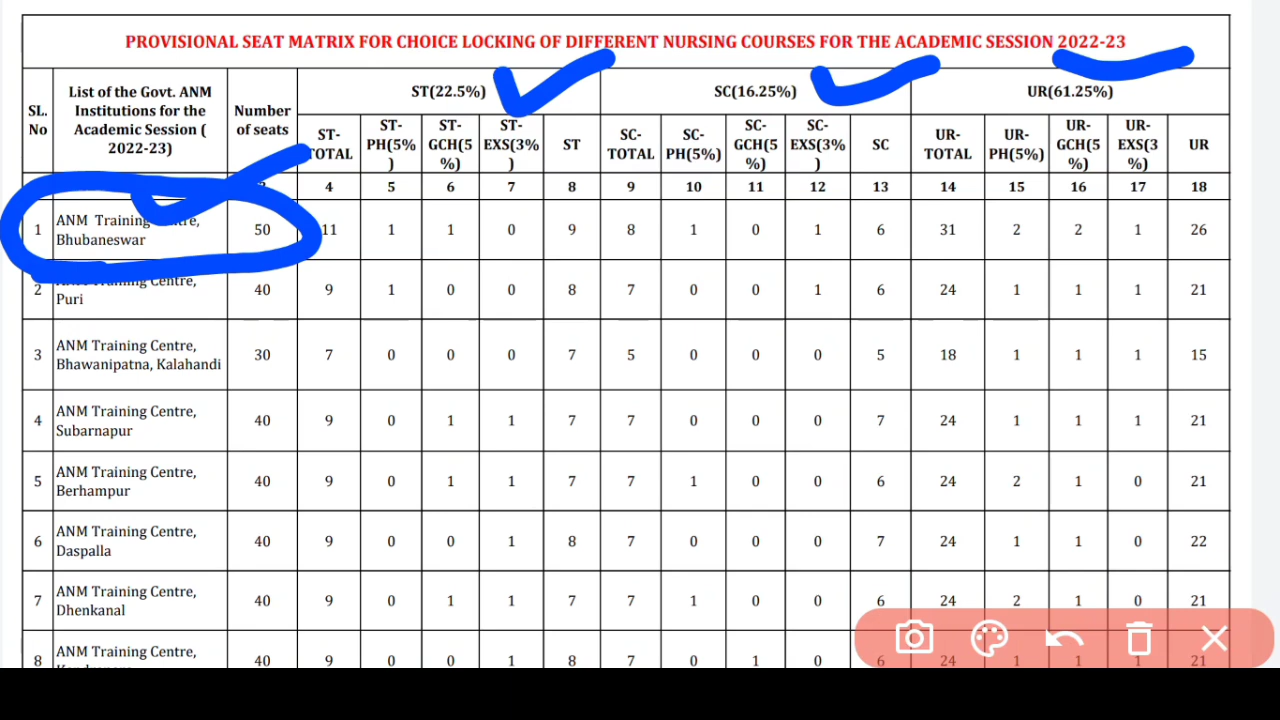 PROVISIONAL SEAT MATRIX FOR CHOICE LOCKING OF DIFFERENT NURSING COURSES FOR THE ACADEMIC SESSION 2022-23
SL. No List of the Govt. ANM Institutions for the Academic Session ( 2022-23) Number of seats ST(22.5%) SC(16.25%) UR(61.25%)
ST-TOTAL ST-PH(5%) ST-GCH(5%) ST-EXS(3%) ST SC-TOTAL SC-PH(5%) SC-GCH(5%) SC-EXS(3%) SC UR-TOTAL UR-PH(5%) UR-GCH(5%) UR-EXS(3%) UR
4 5 6 7 8 9 10 11 12 13 14 15 16 17 18
1 ANM Training Centre, Bhubaneswar 50 11 1 1 0 9 8 1 0 1 6 31 2 2 1 26
2 ANM Training Centre, Puri 40 9 1 0 0 8 7 0 0 1 6 24 1 1 1 21
3 ANM Training Centre, Bhawanipatna, Kalahandi 30 7 0 0 0 7 5 0 0 0 5 18 1 1 1 15
4 ANM Training Centre, Subarnapur 40 9 0 1 1 7 7 0 0 0 7 24 1 1 1 21
5 ANM Training Centre, Berhampur 40 9 0 1 1 7 7 1 0 0 6 24 2 1 0 21
6 ANM Training Centre, Daspalla 40 9 0 0 1 8 7 0 0 0 7 24 1 1 0 22
7 ANM Training Centre, Dhenkanal 40 9 0 1 1 7 7 1 0 0 6 24 2 1 0 21
8 ANM Training Centre, 40 9 0 0 1 8 7 0 1 0 6 24 1 1 1 21